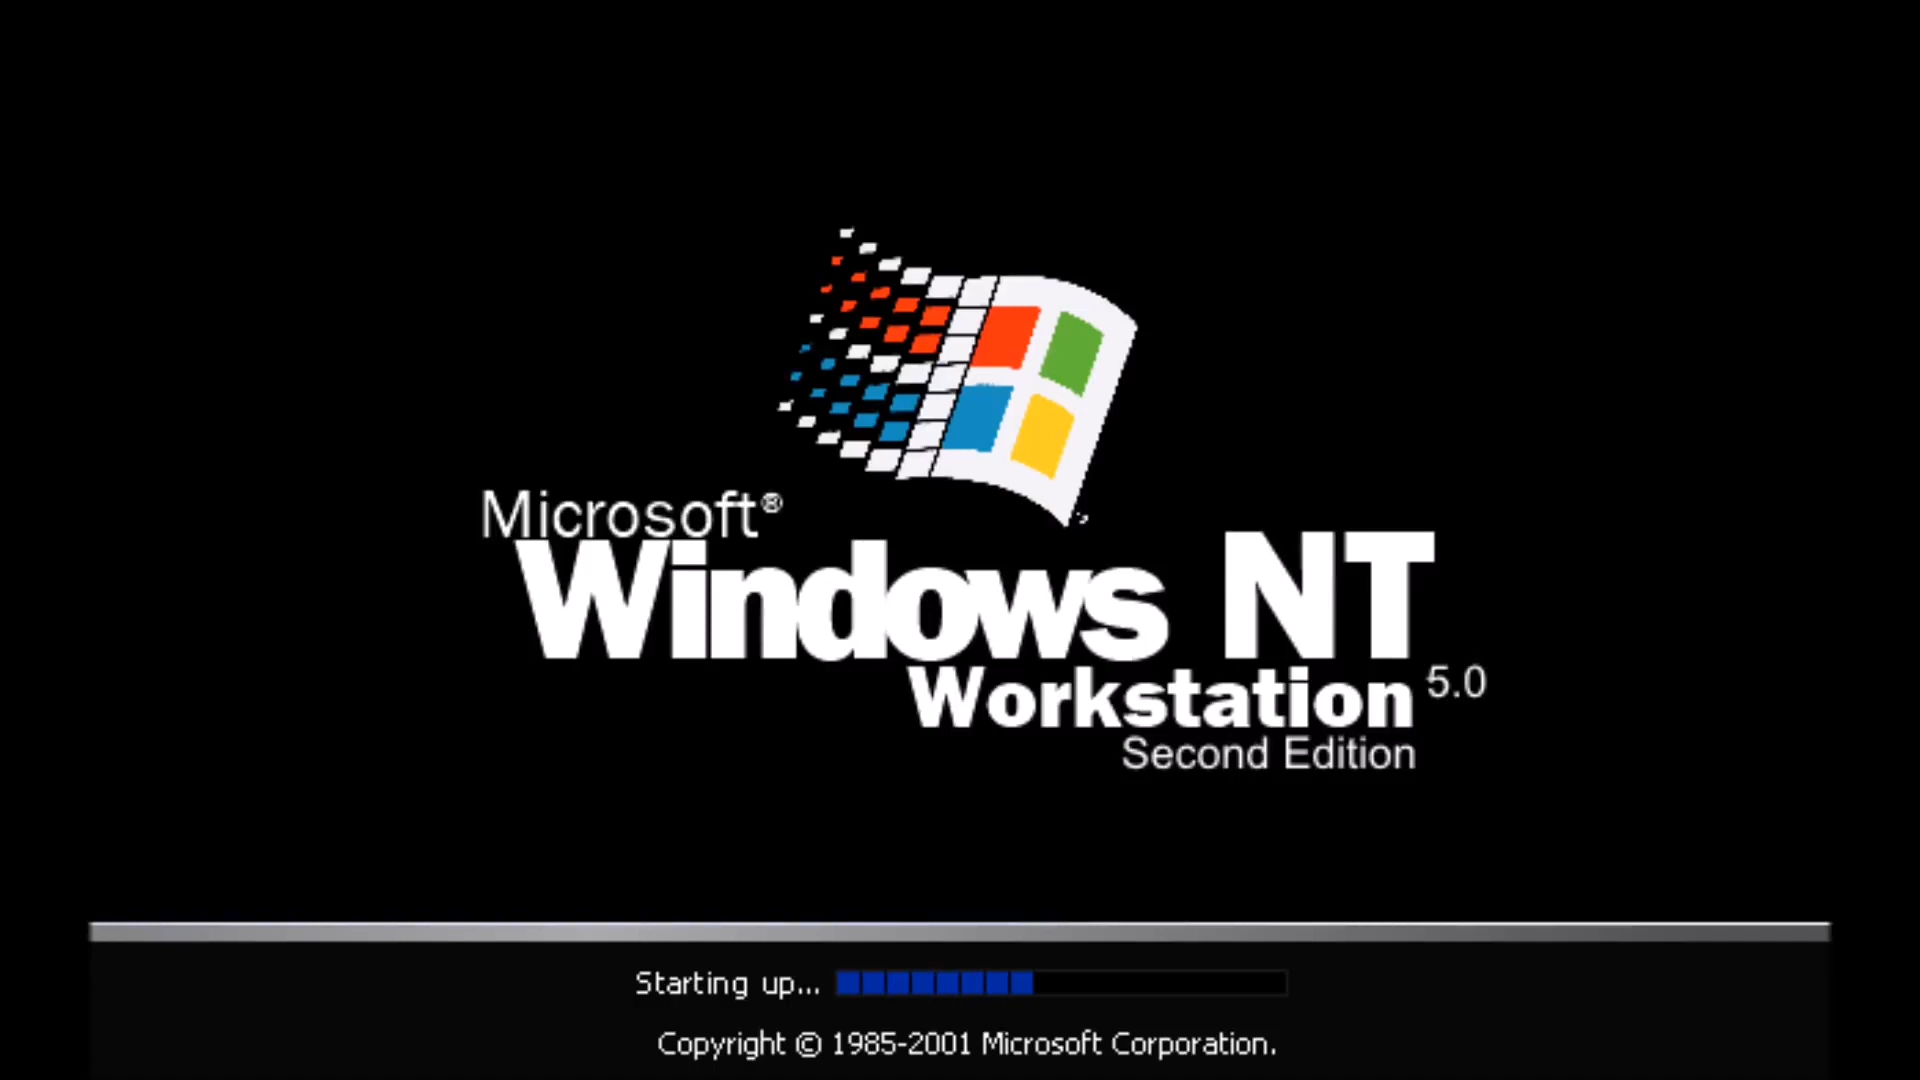 Microsoft®
Windows NT
Workstation 5.0
Second Edition
Starting up...
Copyright © 1985-2001 Microsoft Corporation.